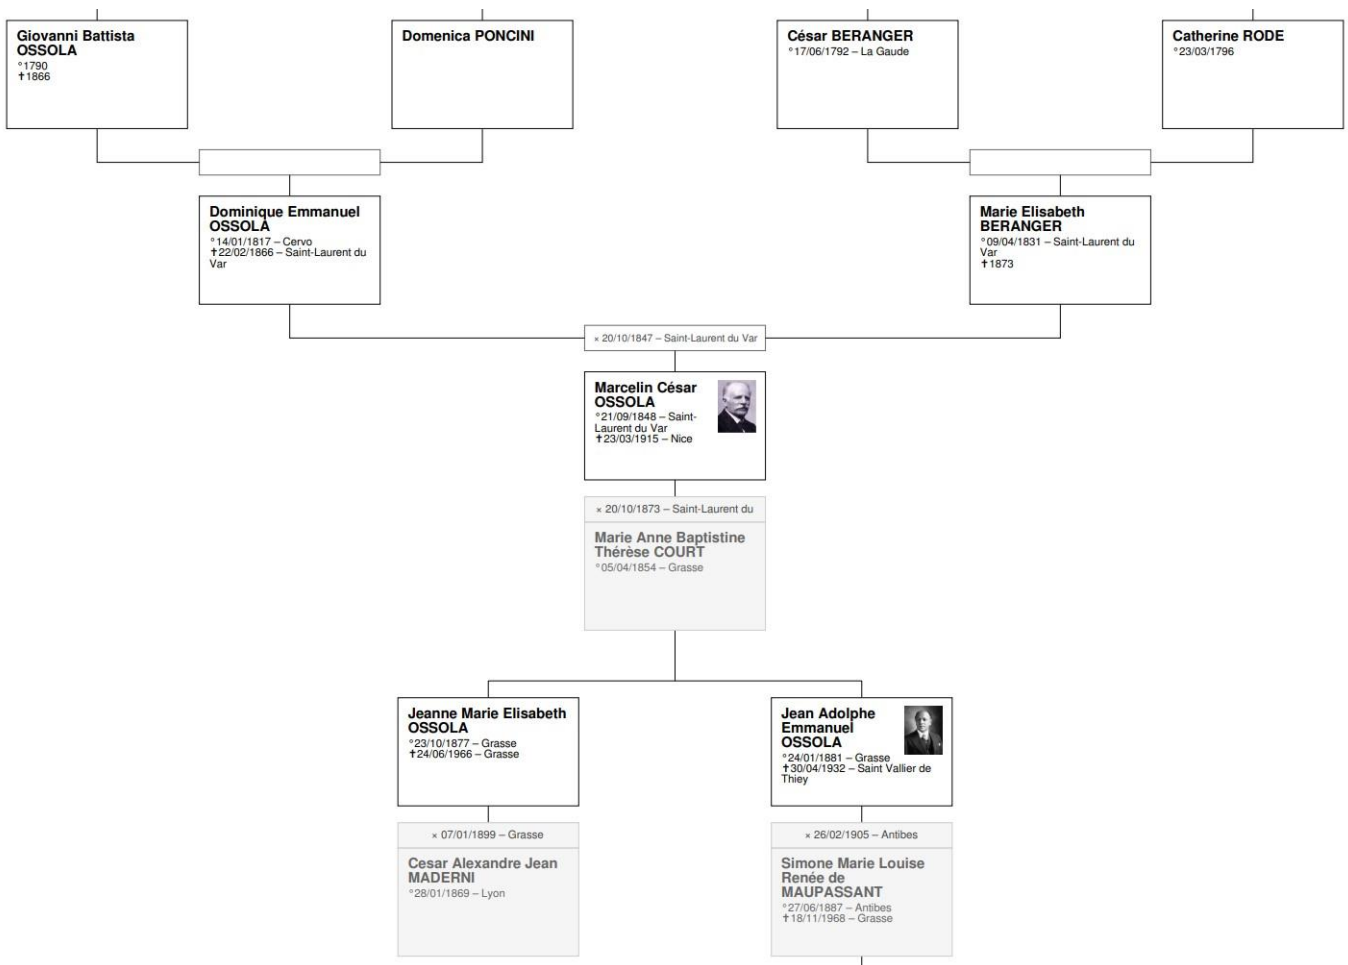 Giovanni Battista
OSSOLA
°1790
✝1866
Domenica PONCINI
César BERANGER
°17/06/1792 – La Gaude
Catherine RODE
°23/03/1796
Dominique Emmanuel
OSSOLA
°14/01/1817 – Cervo
✝22/02/1866 – Saint-Laurent du
Var
Marie Elisabeth
BERANGER
°09/04/1831 – Saint-Laurent du
Var
✝1873
× 20/10/1847 – Saint-Laurent du Var
Marcelin César
OSSOLA
°21/09/1848 – Saint-
Laurent du Var
✝23/03/1915 – Nice
× 20/10/1873 – Saint-Laurent du
Marie Anne Baptistine
Thérèse COURT
°05/04/1854 – Grasse
Jeanne Marie Elisabeth
OSSOLA
°23/10/1877 – Grasse
✝24/06/1966 – Grasse
Jean Adolphe
Emmanuel
OSSOLA
°24/01/1881 – Grasse
✝30/04/1932 – Saint Vallier de
Thiey
× 07/01/1899 – Grasse
Cesar Alexandre Jean
MADERNI
°28/01/1869 – Lyon
× 26/02/1905 – Antibes
Simone Marie Louise
Renée de
MAUPASSANT
°27/06/1887 – Antibes
✝18/11/1968 – Grasse